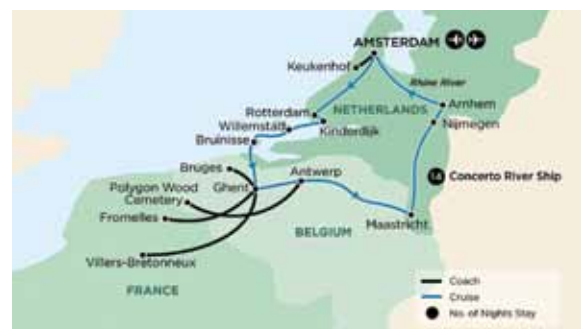 AMSTERDAM
Keukenhof
Rhine River
Rotterdam
NETHERLANDS
Arnhem
Willemstad
Kinderdijk
Nijmegen
Bruinisse
Bruges
Antwerp
Concerto River Ship
Polygon Wood
Cemetery
Ghent
Fromelles
Maastricht
BELGIUM
Villers-Bretonneux
FRANCE
Coach
Cruise
No. of Nights Stay